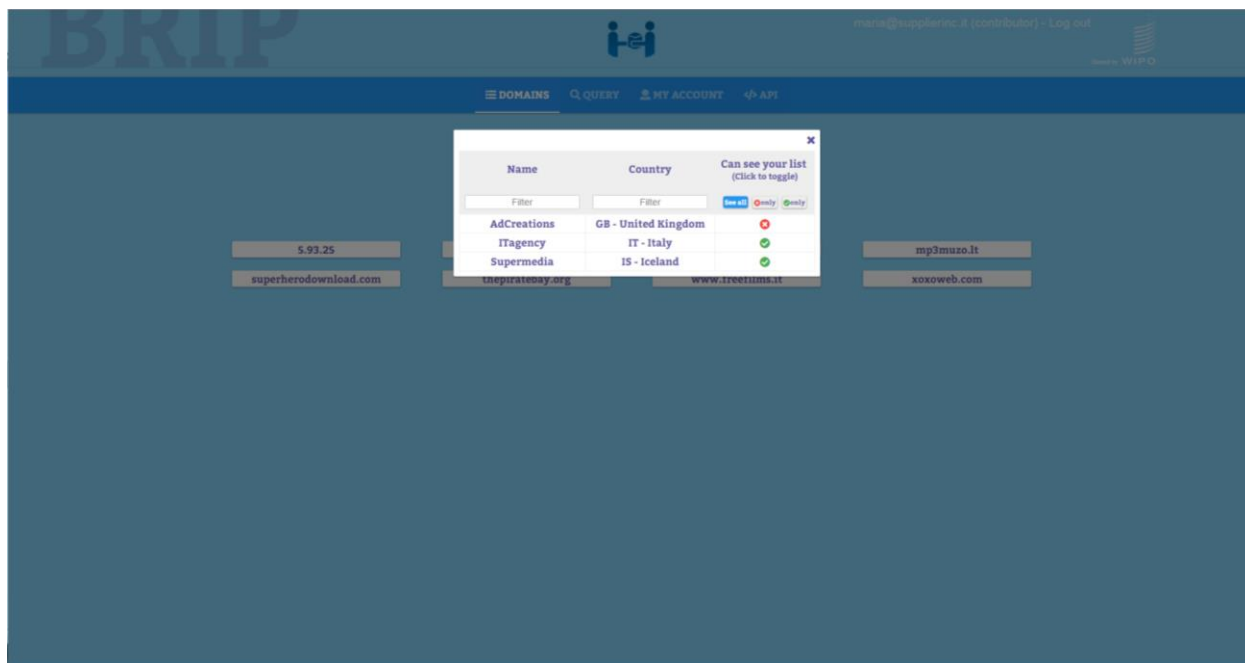 BRIP
maria@supplierinc.it (contributor) - Log out
WIPO
DOMAINS QUERY MY ACCOUNT </> API
Name Country Can see your list
(Click to toggle)
Filter Filter See all only only
AdCreations GB - United Kingdom
ITagency IT - Italy
Supermedia IS - Iceland
5.93.25 mp3muzo.lt
superherodownload.com thepiratebay.org www.freefilms.it xoxoweb.com